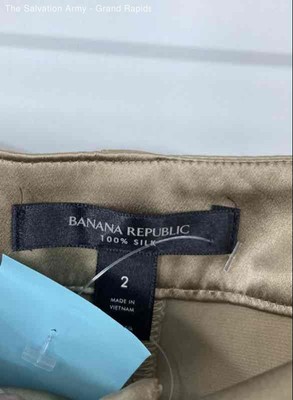 The Salvation Army - Grand Rapids
BANANA REPUBLIC
100% SILK
2
MADE IN
VIETNAM